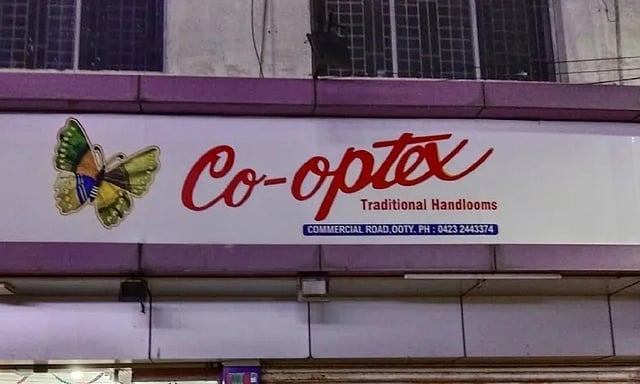 Co-optex
Traditional Handlooms
COMMERCIAL ROAD,OOTY. PH : 0423 2443374